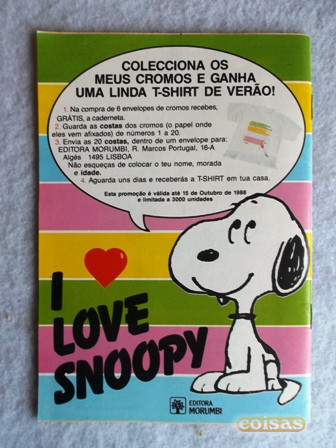 COLECCIONA OS
MEUS CROMOS E GANHA
UMA LINDA T-SHIRT DE VERÃO!
1. Na compra de 6 envelopes de cromos recebes,
GRÁTIS, a caderneta.
2. Guarda as costas dos cromos (o papel onde
eles vem afixados) de números 1 a 20.
3. Envia as 20 costas, dentro de um envelope para:
EDITORA MORUMBI, R. Marcos Portugal, 16-A
Algés 1495 LISBOA
Não esqueças de colocar o teu nome, morada
e idade.
4. Aguarda uns dias e receberás a T-SHIRT em tua casa.
Esta promoção é válida até 15 de Outubro de 1988
e limitada a 3000 unidades
I
LOVE
SNOOPY
EDITORA
MORUMBI
coisas